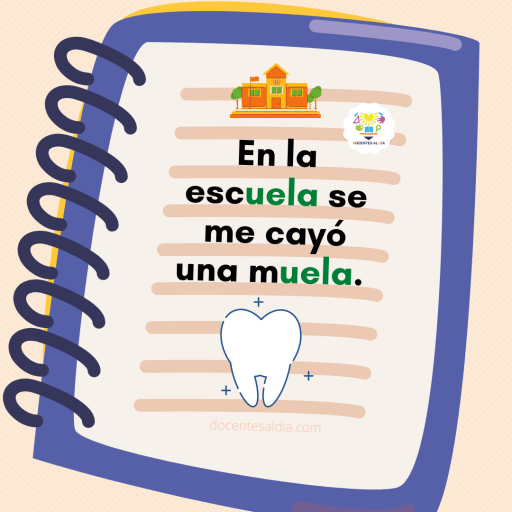 DOCENTES AL DÍA
En la
escuela se
me cayó
una muela.
docentesaldia.com